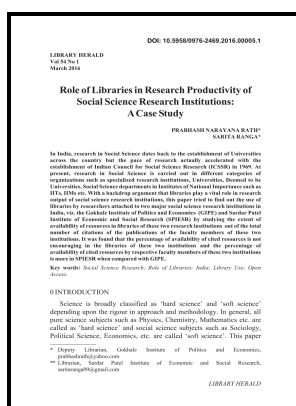 DOI: 10.5958/0976-2469.2016.00005.1
LIBRARY HERALD
Vol 54 No 1
March 2016
Role of Libraries in Research Productivity of
Social Science Research Institutions:
A Case Study
PRABHASH NARAYANA RATH*
SARITA RANGA*
In India, research in Social Science dates back to the establishment of Universities
across the country but the pace of research actually accelerated with the
establishment of Indian Council for Social Research (ICSSR) in 1969. At
present, research in Social Science is carried out in different categories of
organizations such as specialized research institutions, Universities, Deemed to be
Universities, Social Science departments in Institutes of National Importance such as
IITs, IIMs etc. With a backdrop argument that libraries play a vital role in research
output of social science research institutions, this paper tried to find out the use of
libraries by researchers attached to two major social science research institutions in
India, viz. the Gokhale Institute of Politics and Economics (GIPE) and Sardar Patel
Institute of Economic and Social Research (SPIESR) by studying the extent of
availability of resources in libraries of these two research institutions out of the total
number of citations of the publications of the faculty members of these two
institutions. It was found that the percentage of availability of cited resources is not
encouraging in the libraries of these two institutions and the percentage of
availability of cited resources by respective faculty members of these two institutions
is more in SPIESR when compared with GIPE.
Key words: Social Science Research; Role of Libraries; India; Library Use; Open
Access.
0 INTRODUCTION
Science is broadly classified as 'hard science' and 'soft science'
depending upon the rigour in approach and methodology. In general, all
pure science subjects such as Physics, Chemistry, Mathematics etc. are
called as 'hard science' and social science subjects such as Sociology,
Political Science, Economics, etc. are called 'soft science'. This paper
* Deputy Librarian, Gokhale Institute of Politics and Economics,
prabhashrath@yahoo.com
** Librarian, Sardar Patel Institute of Economic and Social Research,
saritaranga09@gmail.com
LIBRARY HERALD